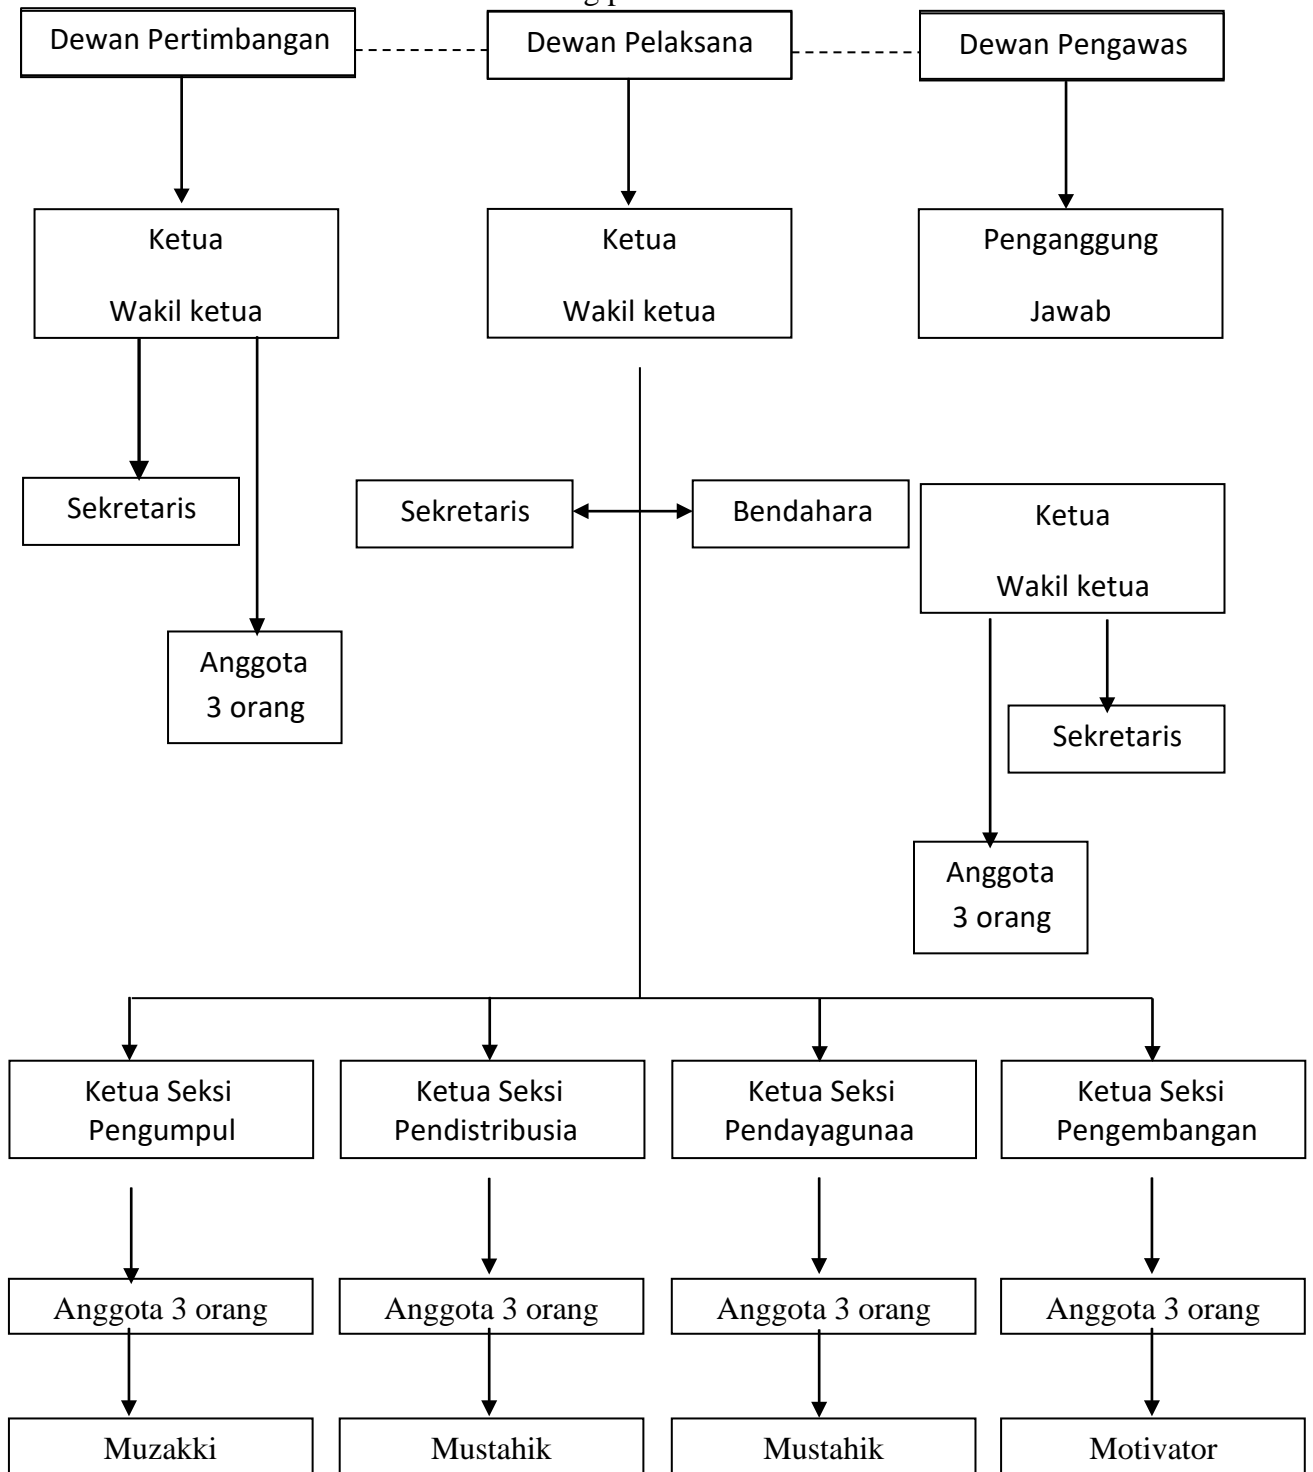 Dewan Pertimbangan
Dewan Pelaksana
Dewan Pengawas
Ketua
Wakil ketua
Ketua
Wakil ketua
Penganggung
Jawab
Sekretaris
Sekretaris
Bendahara
Ketua
Wakil ketua
Anggota
3 orang
Sekretaris
Anggota
3 orang
Ketua Seksi
Pengumpul
Ketua Seksi
Pendistribusia
Ketua Seksi
Pendayagunaa
Ketua Seksi
Pengembangan
Anggota 3 orang
Anggota 3 orang
Anggota 3 orang
Anggota 3 orang
Muzakki
Mustahik
Mustahik
Motivator